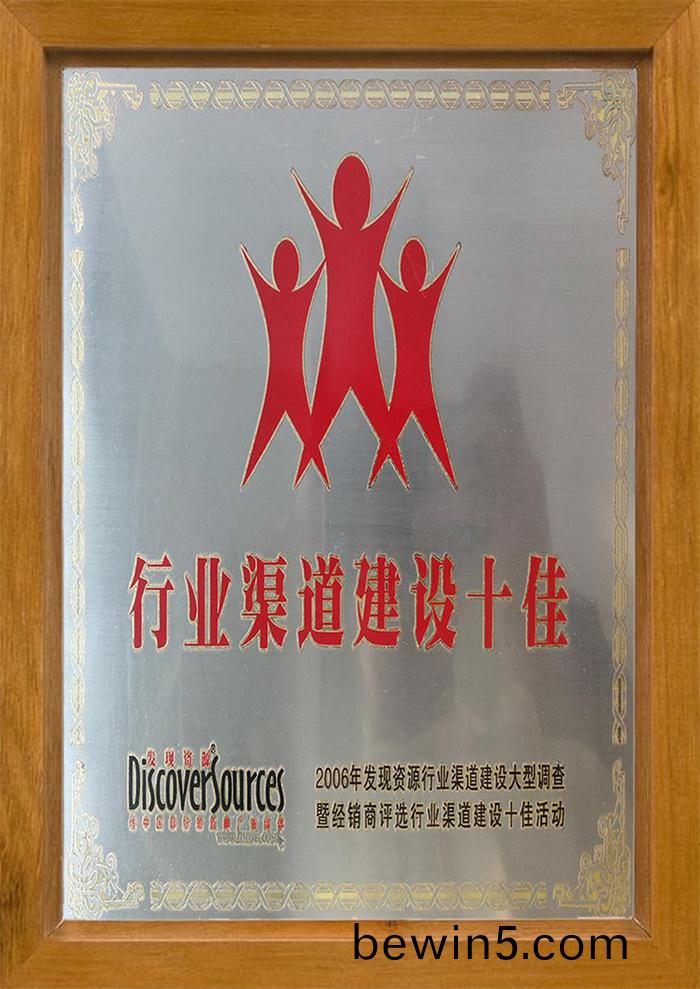 行业渠道建设十佳
发现资源®
DiscoverSources
2006年发现资源行业渠道建设大型调查
暨经销商评选行业渠道建设十佳活动
bewin5.com